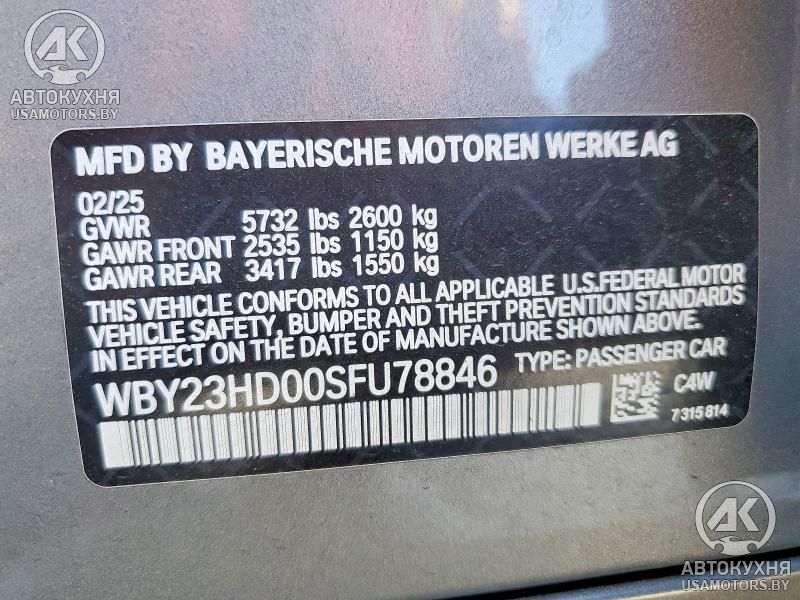 AK
АВТОКУХНЯ
USAMOTORS.BY
MFD BY BAYERISCHE MOTOREN WERKE AG
02/25
GVWR 5732 lbs 2600 kg
GAWR FRONT 2535 lbs 1150 kg
GAWR REAR 3417 lbs 1550 kg
THIS VEHICLE CONFORMS TO ALL APPLICABLE U.S.FEDERAL MOTOR
VEHICLE SAFETY, BUMPER AND THEFT PREVENTION STANDARDS
IN EFFECT ON THE DATE OF MANUFACTURE SHOWN ABOVE.
WBY23HD00SFU78846 TYPE: PASSENGER CAR
C4W
7 315 814
AK
АВТОКУХНЯ
USAMOTORS.BY